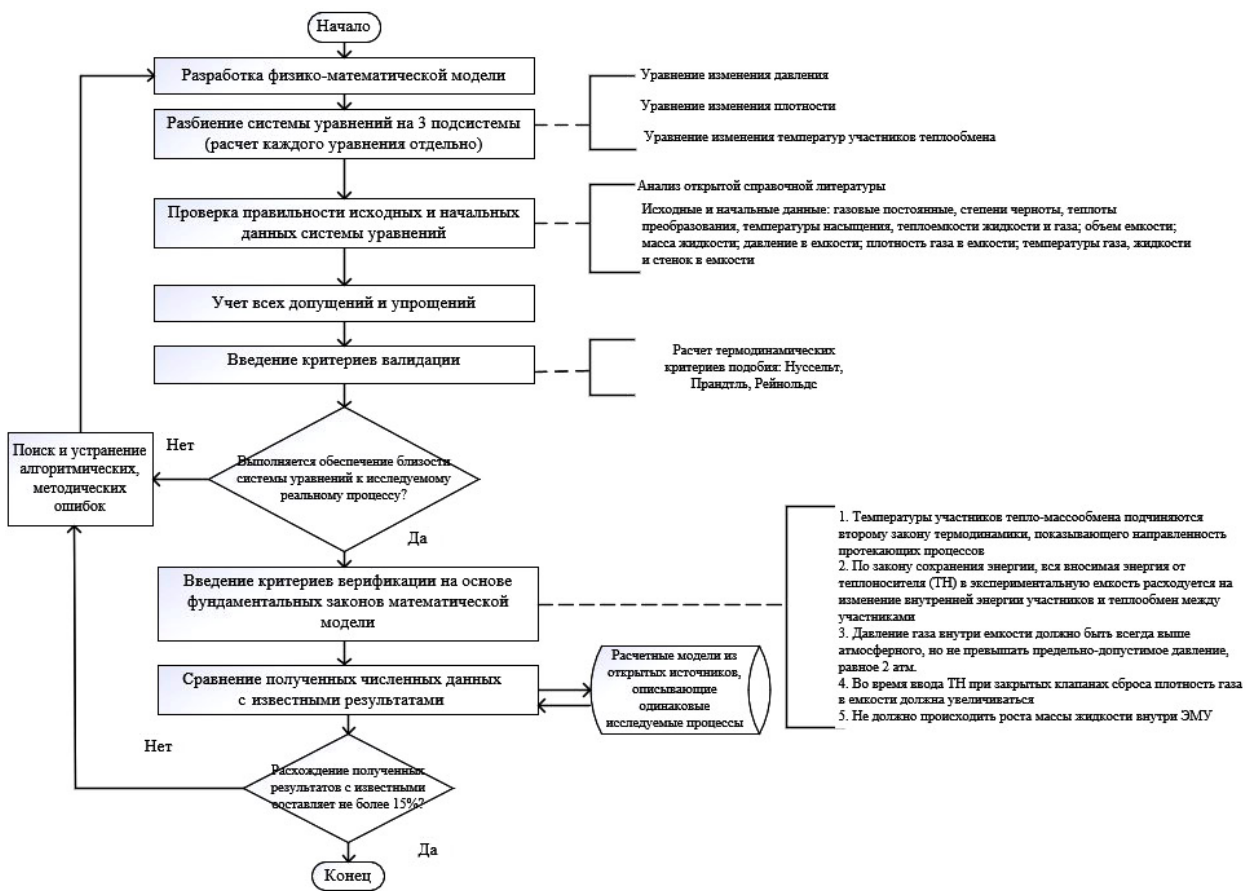 Начало
Разработка физико-математической модели
Уравнение изменения давления
Уравнение изменения плотности
Уравнение изменения температур участников теплообмена
Разбиение системы уравнений на 3 подсистемы
(расчет каждого уравнения отдельно)
Анализ открытой справочной литературы
Исходные и начальные данные: газовые постоянные, степени черноты, теплоты
преобразования, температуры насыщения, теплоемкости жидкости и газа; объем емкости;
масса жидкости; давление в емкости; плотность газа в емкости; температуры газа, жидкости
и стенок в емкости
Проверка правильности исходных и начальных
данных системы уравнений
Учет всех допущений и упрощений
Введение критериев валидации
Расчет термодинамических
критериев подобия: Нуссельт,
Прандтль, Рейнольдс
Нет
Поиск и устранение
алгоритмических,
методических
ошибок
Выполняется обеспечение близости
системы уравнений к исследуемому
реальному процессу?
Да
Введение критериев верификации на основе
фундаментальных законов математической
модели
1. Температуры участников тепло-массообмена подчиняются
второму закону термодинамики, показывающего направленность
протекающих процессов
2. По закону сохранения энергии, вся вносимая энергия от
теплоносителя (ТН) в экспериментальную емкость расходуется на
изменение внутренней энергии участников и теплообмен между
участниками
3. Давление газа внутри емкости должно быть всегда выше
атмосферного, но не превышать предельно-допустимое давление,
равное 2 атм.
4. Во время ввода ТН при закрытых клапанах сброса плотность газа
в емкости должна увеличиваться
5. Не должно происходить роста массы жидкости внутри ЭМУ
Сравнение полученных численных данных
с известными результатами
Расчетные модели из
открытых источников,
описывающие
одинаковые
исследуемые процессы
Нет
Расхождение полученных
результатов с известными
составляет не более 15%?
Да
Конец